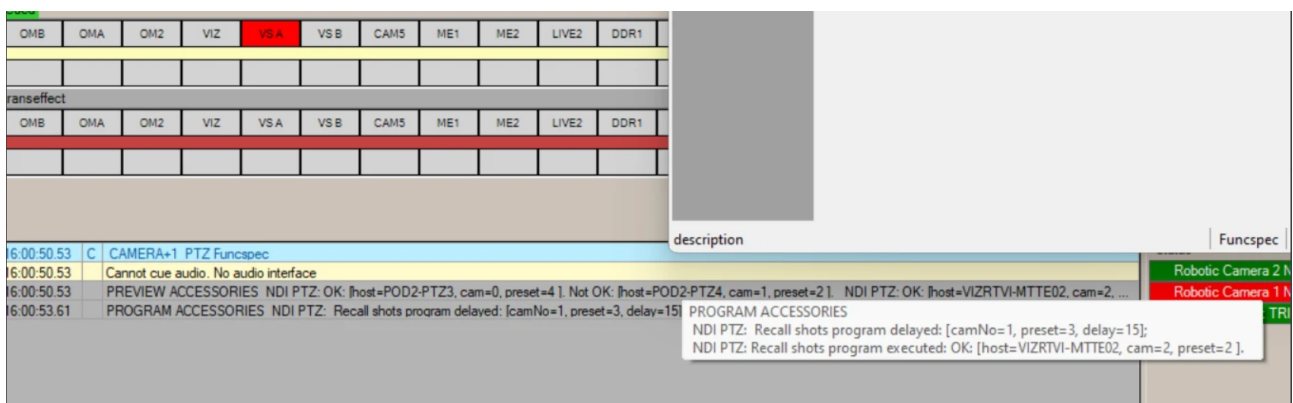 OMB OMA OM2 VIZ VS A VS B CAM5 ME1 ME2 LIVE2 DDR1
ranseffect
OMB OMA OM2 VIZ VS A VS B CAM5 ME1 ME2 LIVE2 DDR1
description Funcspec
16:00:50.53 C CAMERA+1 PTZ Funcspec
16:00:50.53 Cannot cue audio. No audio interface
Robotic Camera 2 N
16:00:50.53 PREVIEW ACCESSORIES NDI PTZ: OK: [host=POD2-PTZ3, cam=0, preset=4 ]. Not OK: [host=POD2-PTZ4, cam=1, preset=2 ]. NDI PTZ: OK: [host=VIZRTVI-MTTE02, cam=2, ...
Robotic Camera 1 N
16:00:53.61 PROGRAM ACCESSORIES NDI PTZ: Recall shots program delayed: [camNo=1, preset=3, delay=15]
TRI
PROGRAM ACCESSORIES
NDI PTZ: Recall shots program delayed: [camNo=1, preset=3, delay=15];
NDI PTZ: Recall shots program executed: OK: [host=VIZRTVI-MTTE02, cam=2, preset=2 ].